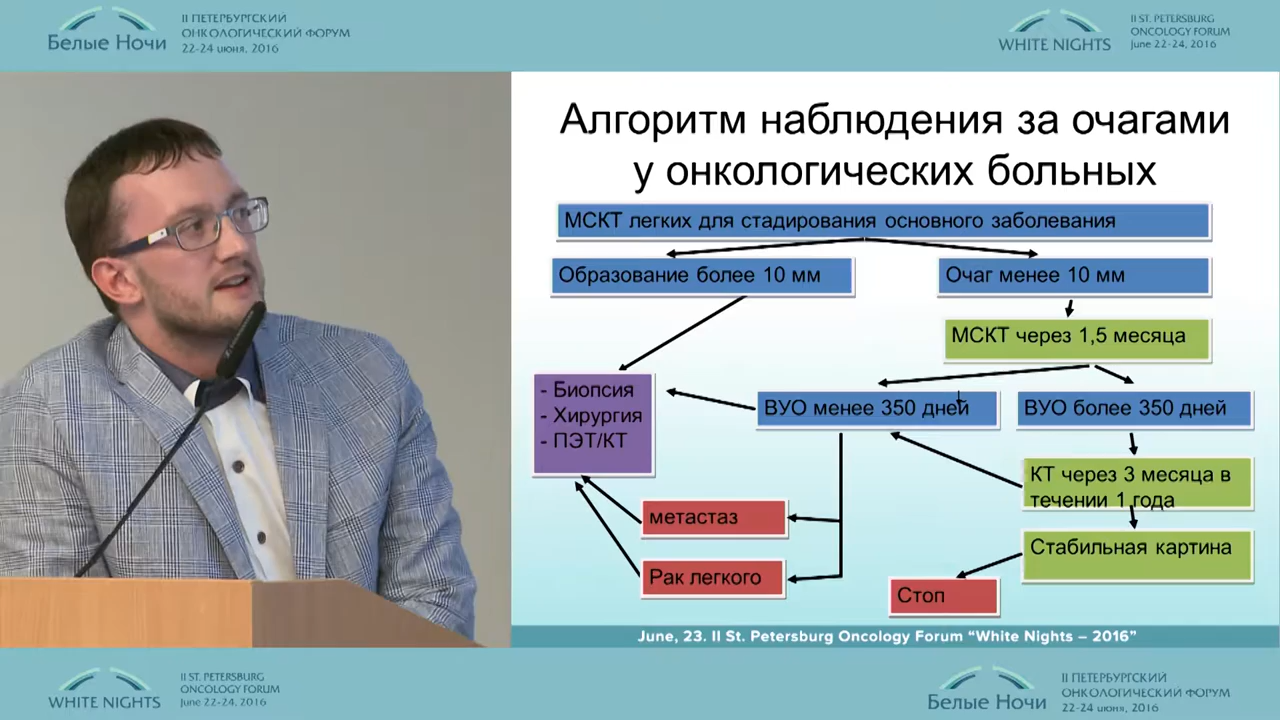 Белые Ночи
II ПЕТЕРБУРГСКИЙ
ОНКОЛОГИЧЕСКИЙ ФОРУМ
22-24 июня, 2016
WHITE NIGHTS
II ST. PETERSBURG
ONCOLOGY FORUM
June 22-24, 2016
Алгоритм наблюдения за очагами
у онкологических больных
МСКТ легких для стадирования основного заболевания
Образование более 10 мм
Очаг менее 10 мм
МСКТ через 1,5 месяца
- Биопсия
- Хирургия
- ПЭТ/КТ
ВУО менее 350 дней
ВУО более 350 дней
КТ через 3 месяца в
течении 1 года
метастаз
Стабильная картина
Рак легкого
Стоп
June, 23. II St. Petersburg Oncology Forum “White Nights – 2016”
WHITE NIGHTS
II ST. PETERSBURG
ONCOLOGY FORUM
June 22-24, 2016
Белые Ночи
II ПЕТЕРБУРГСКИЙ
ОНКОЛОГИЧЕСКИЙ ФОРУМ
22-24 июня, 2016